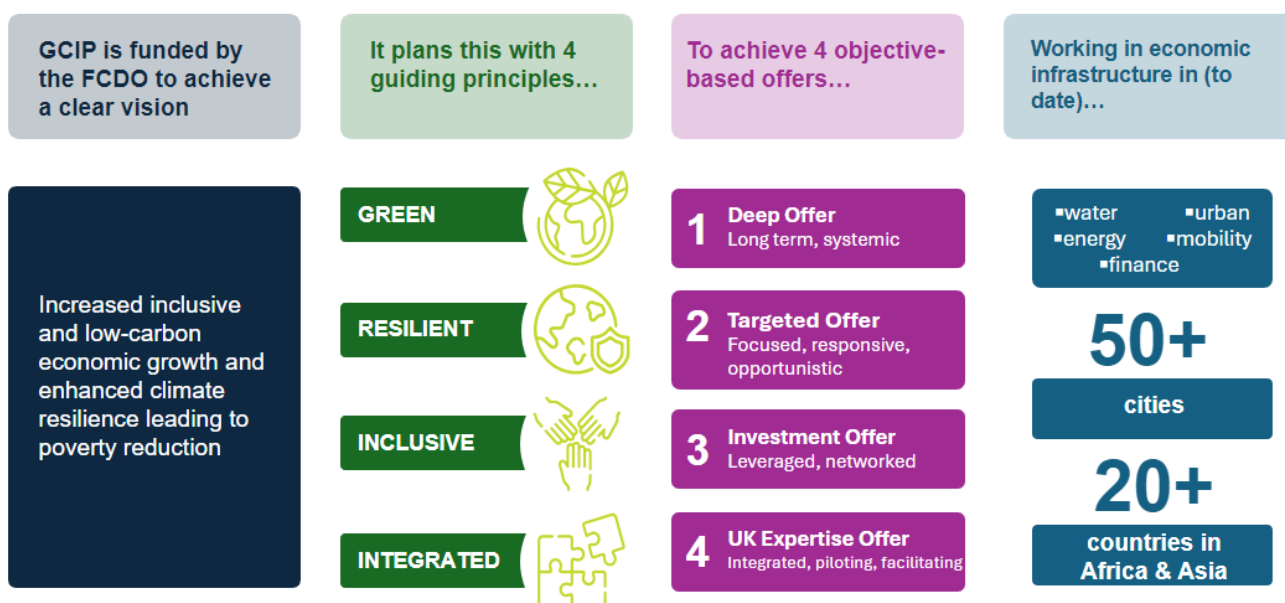 GCIP is funded by
the FCDO to achieve
a clear vision
Increased inclusive
and low-carbon
economic growth and
enhanced climate
resilience leading to
poverty reduction
It plans this with 4
guiding principles…
GREEN
RESILIENT
INCLUSIVE
INTEGRATED
To achieve 4 objective-
based offers…
1 Deep Offer
Long term, systemic
2 Targeted Offer
Focused, responsive,
opportunistic
3 Investment Offer
Leveraged, networked
4 UK Expertise Offer
Integrated, piloting, facilitating
Working in economic
infrastructure in (to
date)…
▪water ▪urban
▪energy ▪mobility
▪finance
50+
cities
20+
countries in
Africa & Asia